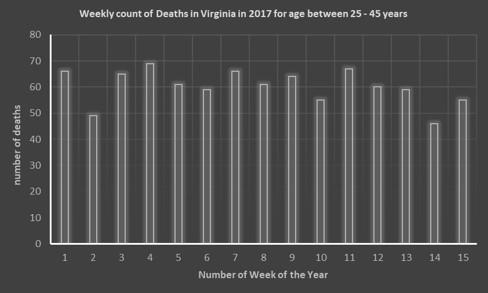 Weekly count of Deaths in Virginia in 2017 for age between 25 - 45 years
number of deaths
80
70
60
50
40
30
20
10
0
1 2 3 4 5 6 7 8 9 10 11 12 13 14 15
Number of Week of the Year